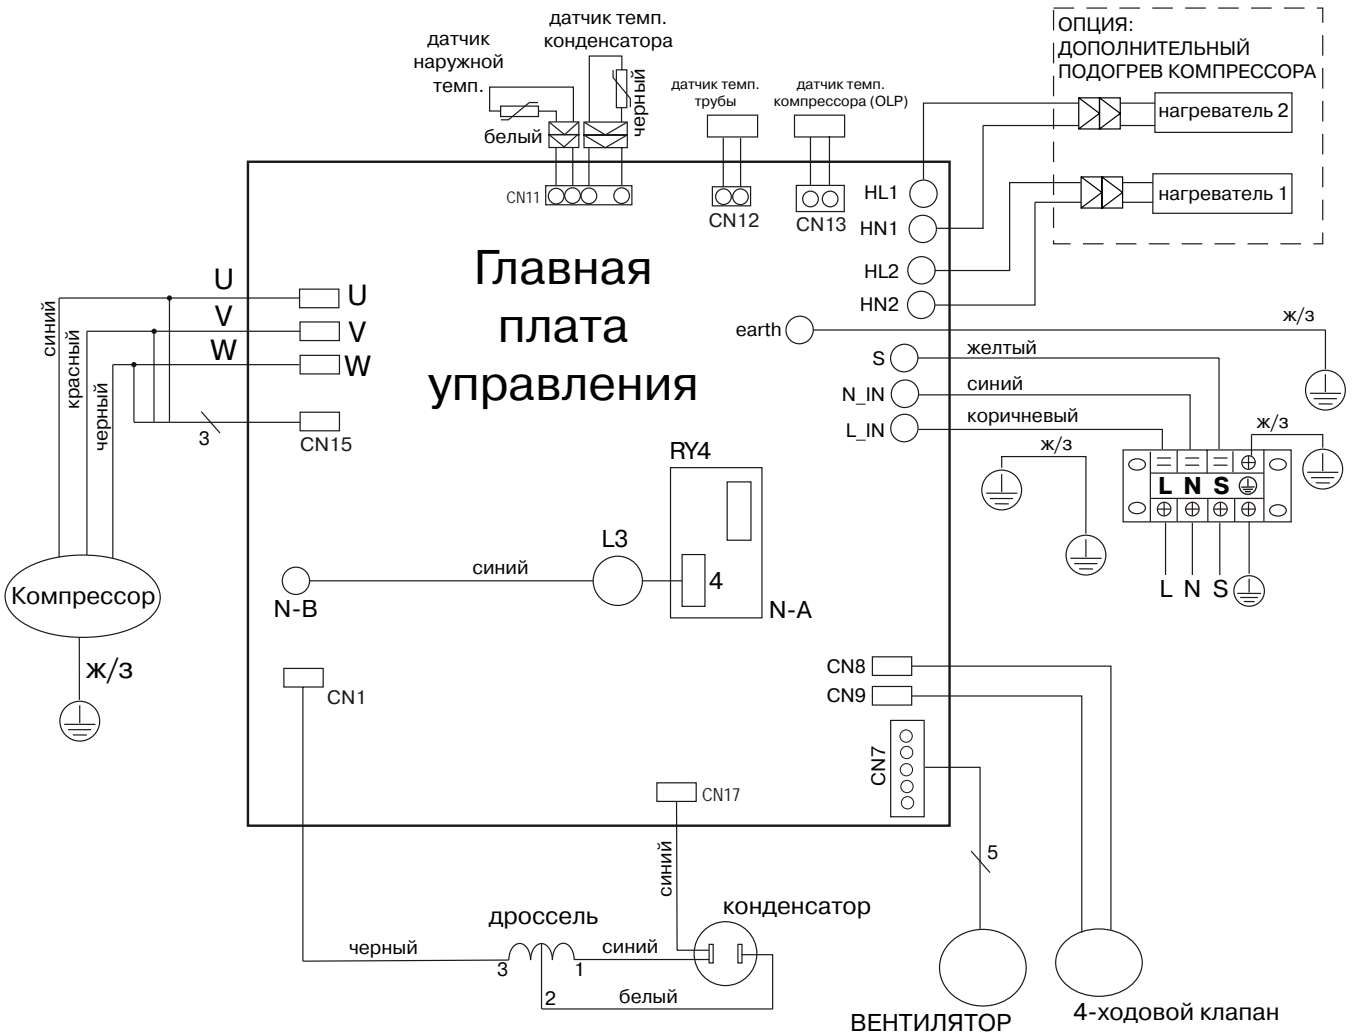 датчик темп.
конденсатора
датчик
наружной
темп.
белый
черный
датчик темп.
трубы
датчик темп.
компрессора (OLP)
ОПЦИЯ:
ДОПОЛНИТЕЛЬНЫЙ
ПОДОГРЕВ КОМПРЕССОРА
нагреватель 2
нагреватель 1
CN11
CN12
CN13
HL1
HN1
HL2
HN2
Главная
плата
управления
U
V
W
U
V
W
синий
красный
черный
3
CN15
earth
ж/з
S
желтый
N_IN
синий
L_IN
коричневый
ж/з
ж/з
L N S
L N S
RY4
L3
синий
4
N-B
N-A
Компрессор
ж/з
CN1
CN8
CN9
CN7
CN17
5
синий
дроссель
конденсатор
черный
3
1
синий
2
белый
ВЕНТИЛЯТОР
4-ходовой клапан